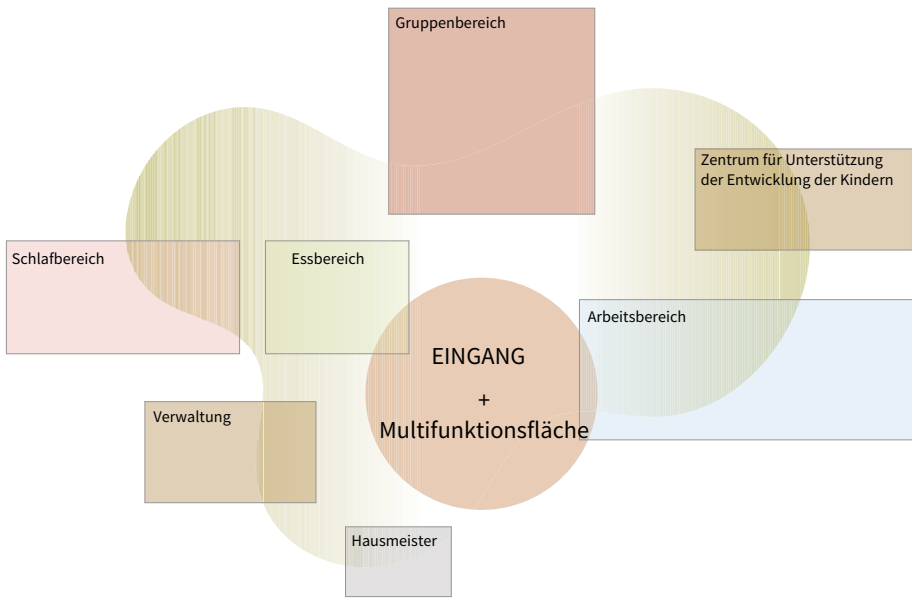 Gruppenbereich
Zentrum für Unterstützung
der Entwicklung der Kindern
Schlafbereich
Essbereich
Arbeitsbereich
EINGANG
+
Multifunktionsfläche
Verwaltung
Hausmeister